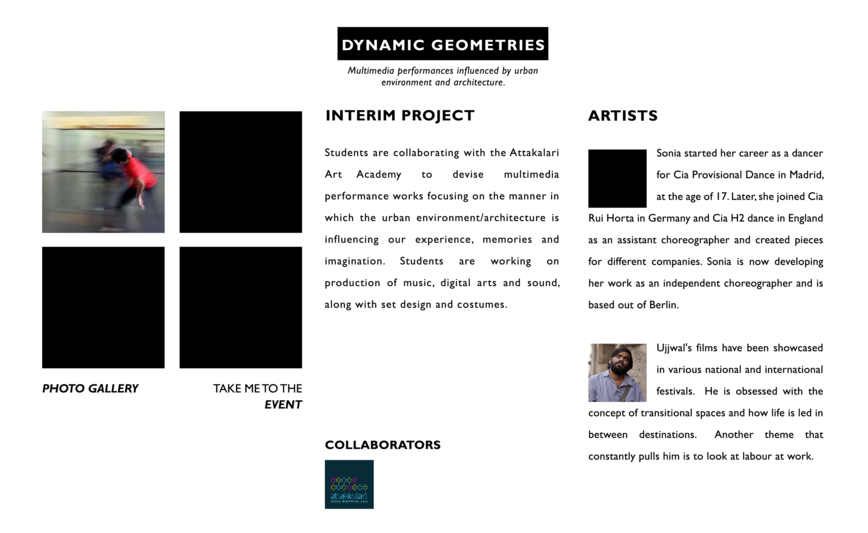 DYNAMIC GEOMETRIES
Multimedia performances influenced by urban
environment and architecture.
PHOTO GALLERY
TAKE ME TO THE
EVENT
INTERIM PROJECT
Students are collaborating with the Attakalari
Art Academy to devise multimedia
performance works focusing on the manner in
which the urban environment/architecture is
influencing our experience, memories and
imagination. Students are working on
production of music, digital arts and sound,
along with set design and costumes.
COLLABORATORS
attakkalari
ARTISTS
Sonia started her career as a dancer
for Cia Provisional Dance in Madrid,
at the age of 17. Later, she joined Cia
Rui Horta in Germany and Cia H2 dance in England
as an assistant choreographer and created pieces
for different companies. Sonia is now developing
her work as an independent choreographer and is
based out of Berlin.
Ujjwal's films have been showcased
in various national and international
festivals. He is obsessed with the
concept of transitional spaces and how life is led in
between destinations. Another theme that
constantly pulls him is to look at labour at work.